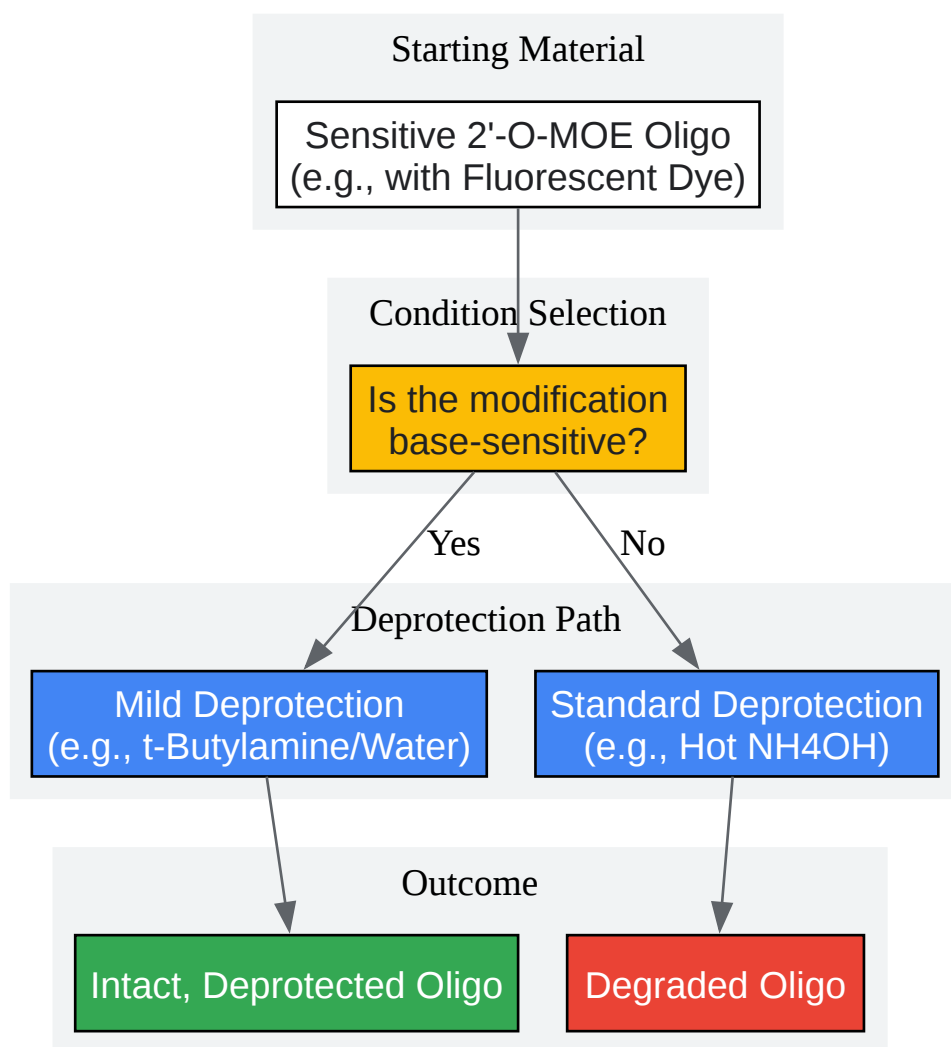 Starting Material
Sensitive 2'-O-MOE Oligo
(e.g., with Fluorescent Dye)
Condition Selection
Is the modification
base-sensitive?
Yes
No
Deprotection Path
Mild Deprotection
(e.g., t-Butylamine/Water)
Standard Deprotection
(e.g., Hot NH4OH)
Outcome
Intact, Deprotected Oligo
Degraded Oligo